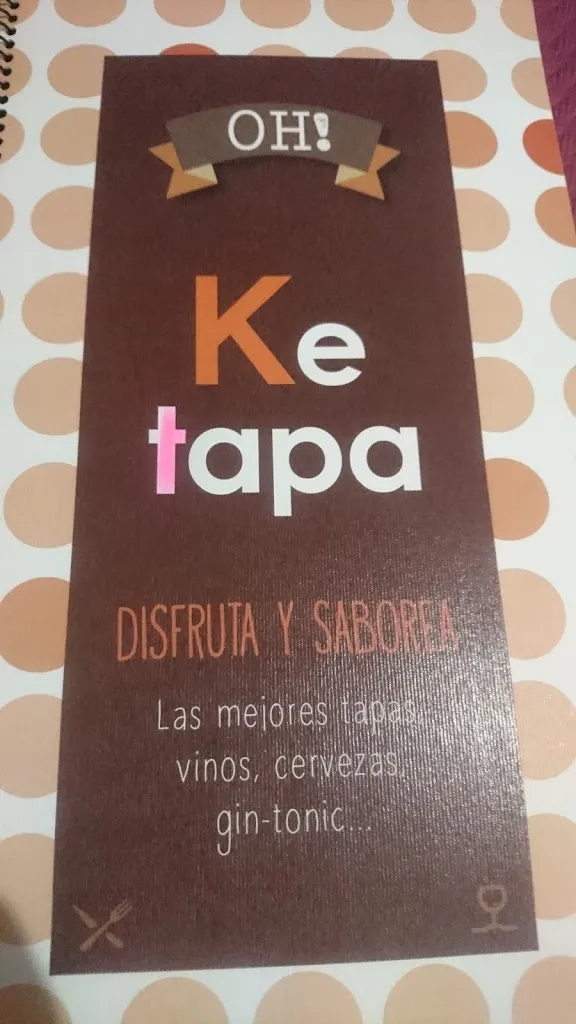 OH!
Ke
tapa
DISFRUTA Y SABOREA
Las mejores tapas,
vinos, cervezas,
gin-tonic...